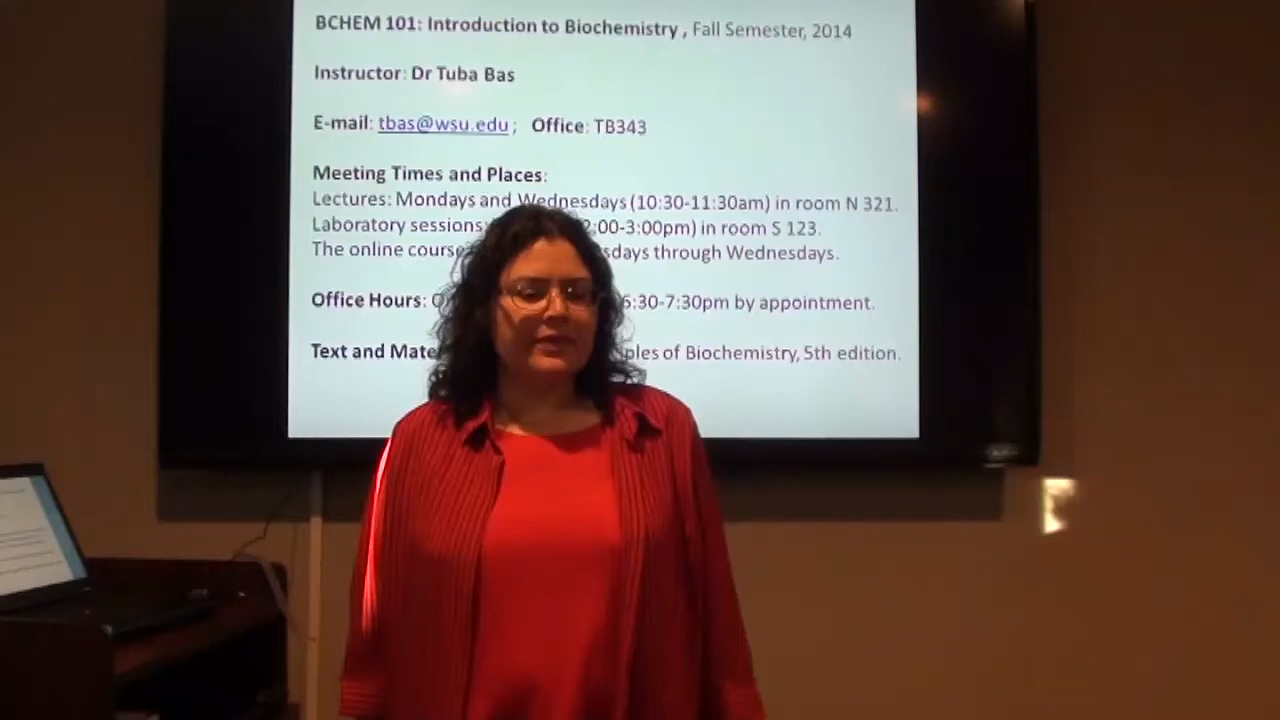 BCHEM 101: Introduction to Biochemistry , Fall Semester, 2014
Instructor: Dr Tuba Bas
E-mail: tbas@wsu.edu ; Office: TB343
Meeting Times and Places:
Lectures: Mondays and Wednesdays (10:30-11:30am) in room N 321.
Laboratory sessions 2:00-3:00pm) in room S 123.
The online course sdays through Wednesdays.
Office Hours: 6:30-7:30pm by appointment.
Text and Mate ples of Biochemistry, 5th edition.